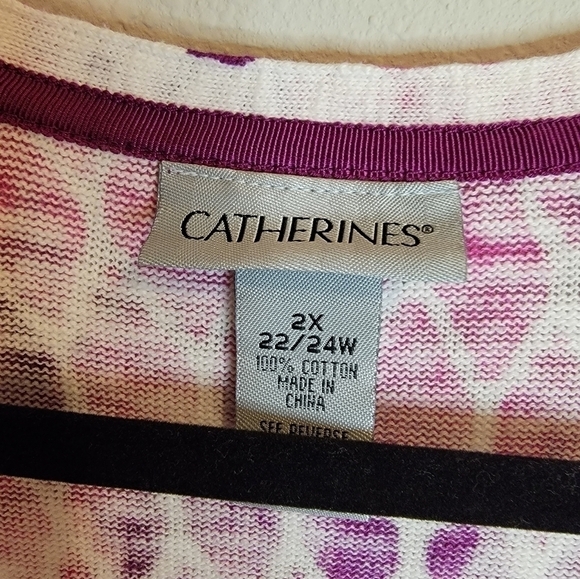 CATHERINES®
2X
22/24W
100% COTTON
MADE IN
CHINA
SEE REVERSE